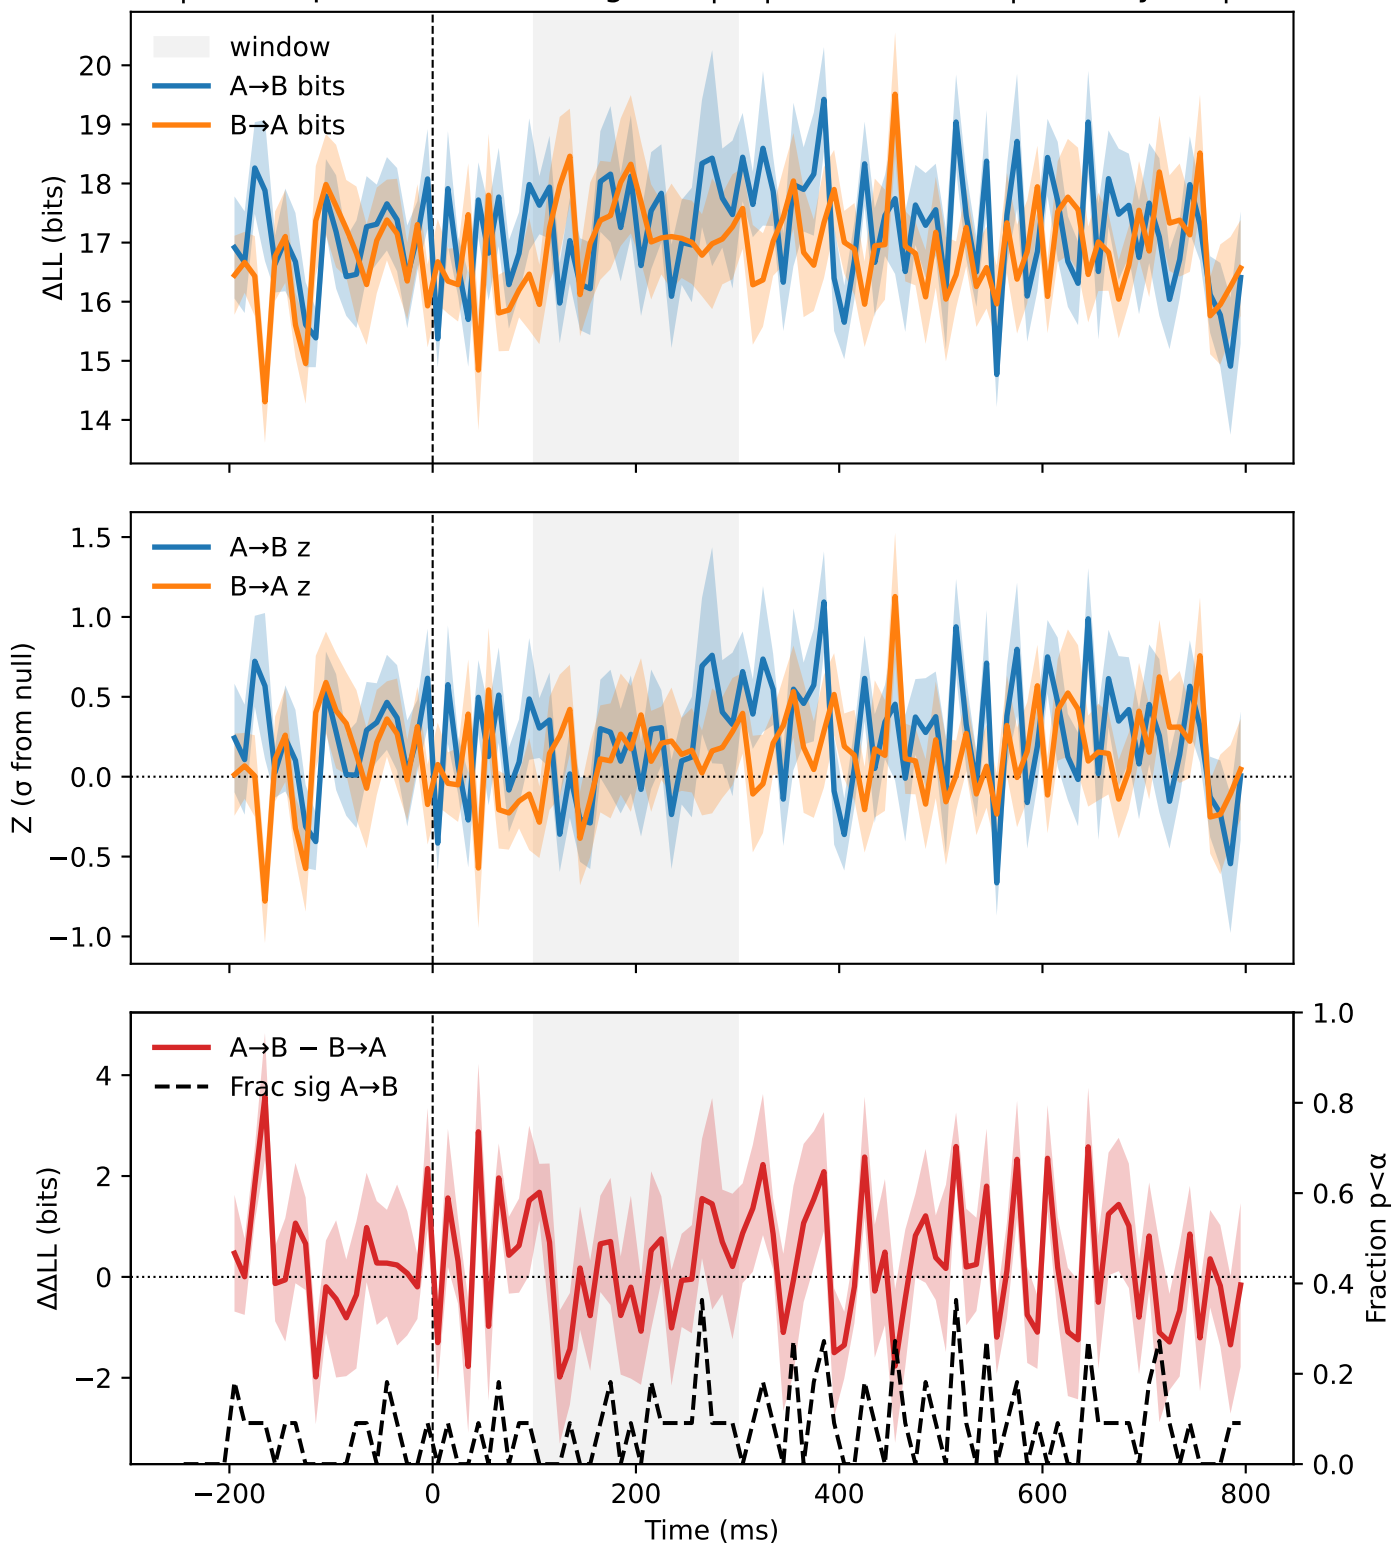 window
A→B bits
B→A bits
20
19
18
17
16
15
14
ΔLL (bits)
A→B z
B→A z
1.5
1.0
0.5
0.0
−0.5
−1.0
Z (σ from null)
A→B − B→A
Frac sig A→B
4
2
0
−2
ΔΔLL (bits)
1.0
0.8
0.6
0.4
0.2
0.0
Fraction p<α
−200
0
200
400
600
800
Time (ms)